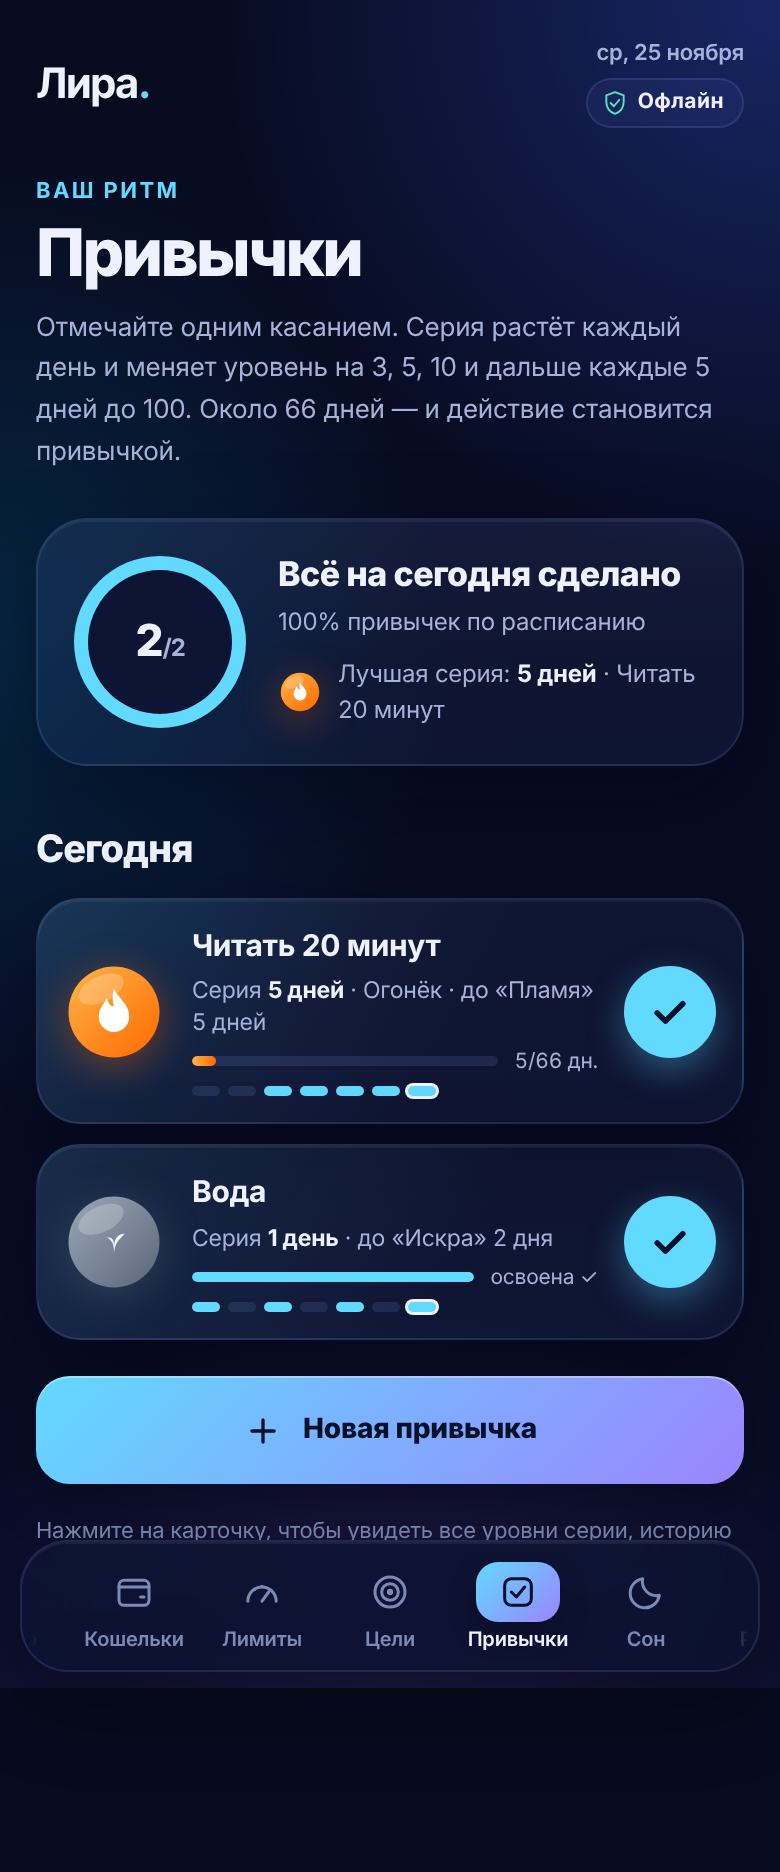 Лира.
ср, 25 ноября
Офлайн
ВАШ РИТМ
Привычки
Отмечайте одним касанием. Серия растёт каждый
день и меняет уровень на 3, 5, 10 и дальше каждые 5
дней до 100. Около 66 дней — и действие становится
привычкой.
2/2
Всё на сегодня сделано
100% привычек по расписанию
Лучшая серия: 5 дней · Читать
20 минут
Сегодня
Читать 20 минут
Серия 5 дней · Огонёк · до «Пламя»
5 дней
5/66 дн.
Вода
Серия 1 день · до «Искра» 2 дня
освоена ✓
+ Новая привычка
Нажмите на карточку, чтобы увидеть все уровни серии, историю
Кошельки
Лимиты
Цели
Привычки
Сон